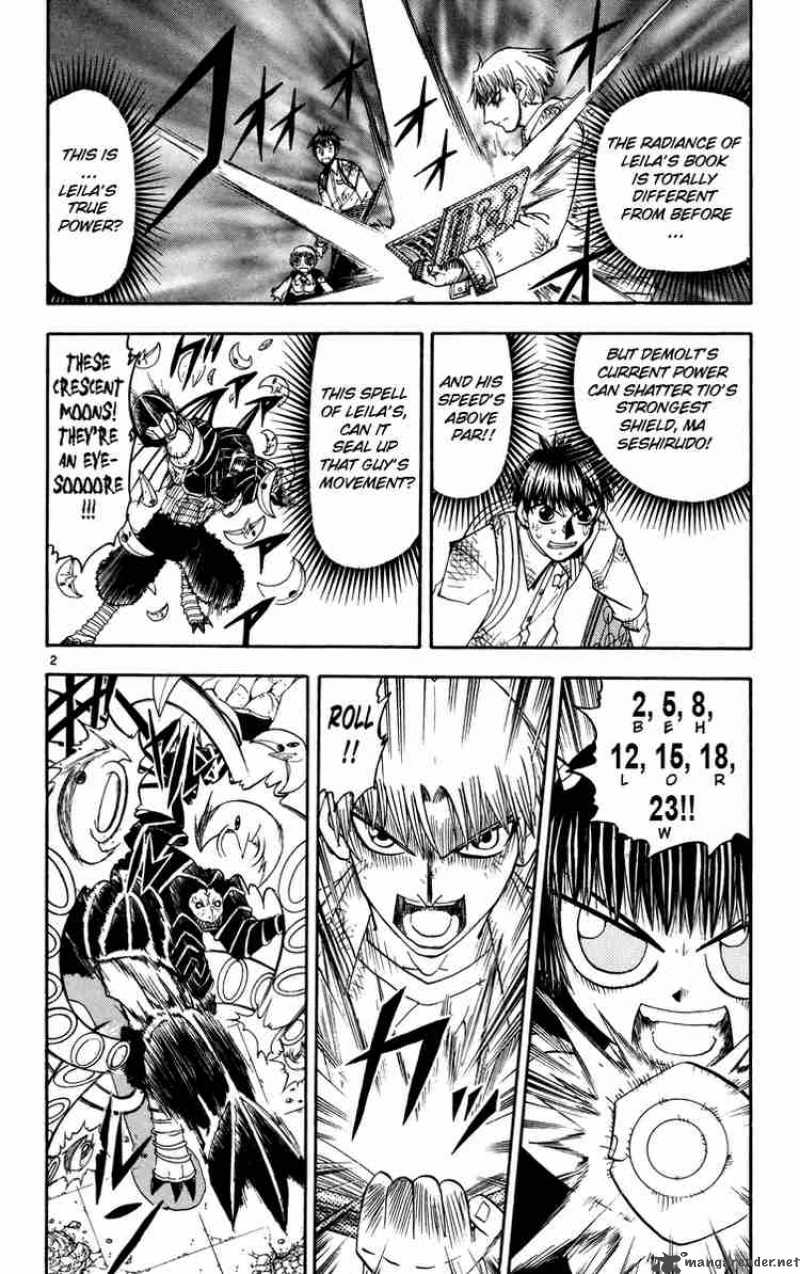 THE RADIANCE OF
LEILA'S BOOK
IS TOTALLY
DIFFERENT
FROM BEFORE
...
THIS IS
...
LEILA'S
TRUE
POWER?
BUT DEMOLT'S
CURRENT POWER
CAN SHATTER TIO'S
STRONGEST
SHIELD, MA
SESHIRUDO!
AND HIS
SPEED'S
ABOVE
PAR!!
THIS SPELL
OF LEILA'S,
CAN IT
SEAL UP
THAT GUY'S
MOVEMENT?
THESE
CRESCENT
MOONS!
THEY'RE
AN EYE-
SOOOORE
!!!
2
2, 5, 8,
B E H
12, 15, 18,
L O R
23!!
W
ROLL
!!
mangarender.net